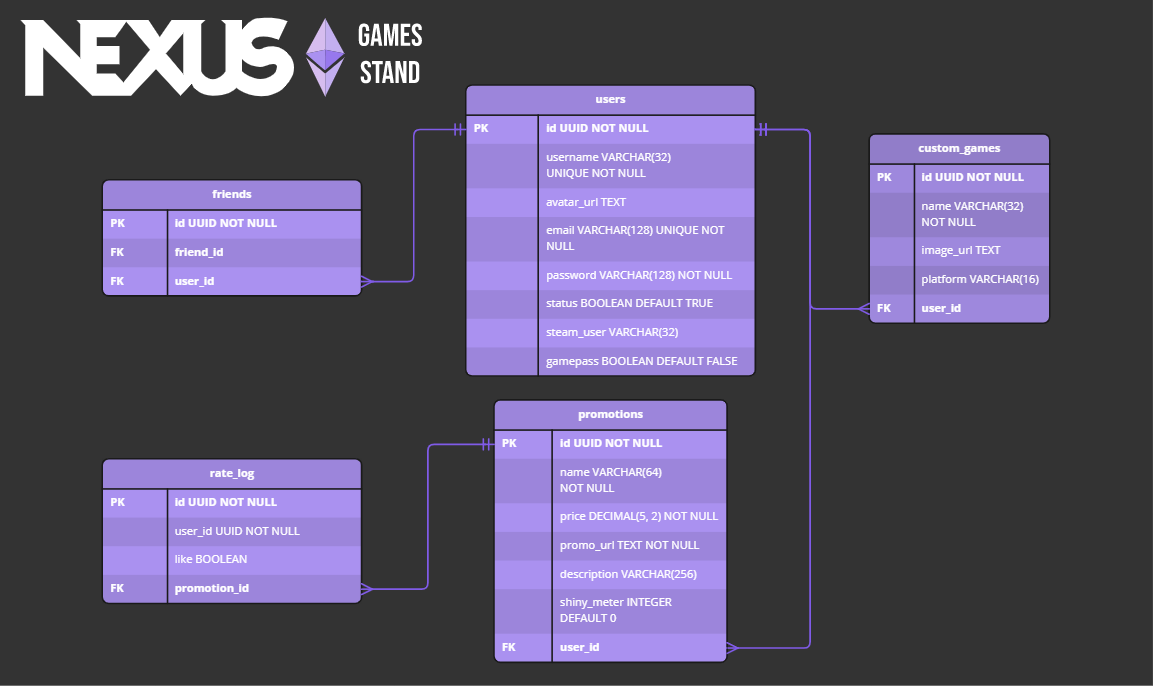 NEXUS
GAMES
STAND
users
PK id UUID NOT NULL
username VARCHAR(32)
UNIQUE NOT NULL
avatar_url TEXT
email VARCHAR(128) UNIQUE NOT
NULL
password VARCHAR(128) NOT NULL
status BOOLEAN DEFAULT TRUE
steam_user VARCHAR(32)
gamepass BOOLEAN DEFAULT FALSE
custom_games
PK id UUID NOT NULL
name VARCHAR(32)
NOT NULL
image_url TEXT
platform VARCHAR(16)
FK user_id
friends
PK id UUID NOT NULL
FK friend_id
FK user_id
promotions
PK id UUID NOT NULL
name VARCHAR(64)
NOT NULL
price DECIMAL(5, 2) NOT NULL
promo_url TEXT NOT NULL
description VARCHAR(256)
shiny_meter INTEGER
DEFAULT 0
FK user_id
rate_log
PK id UUID NOT NULL
user_id UUID NOT NULL
like BOOLEAN
FK promotion_id